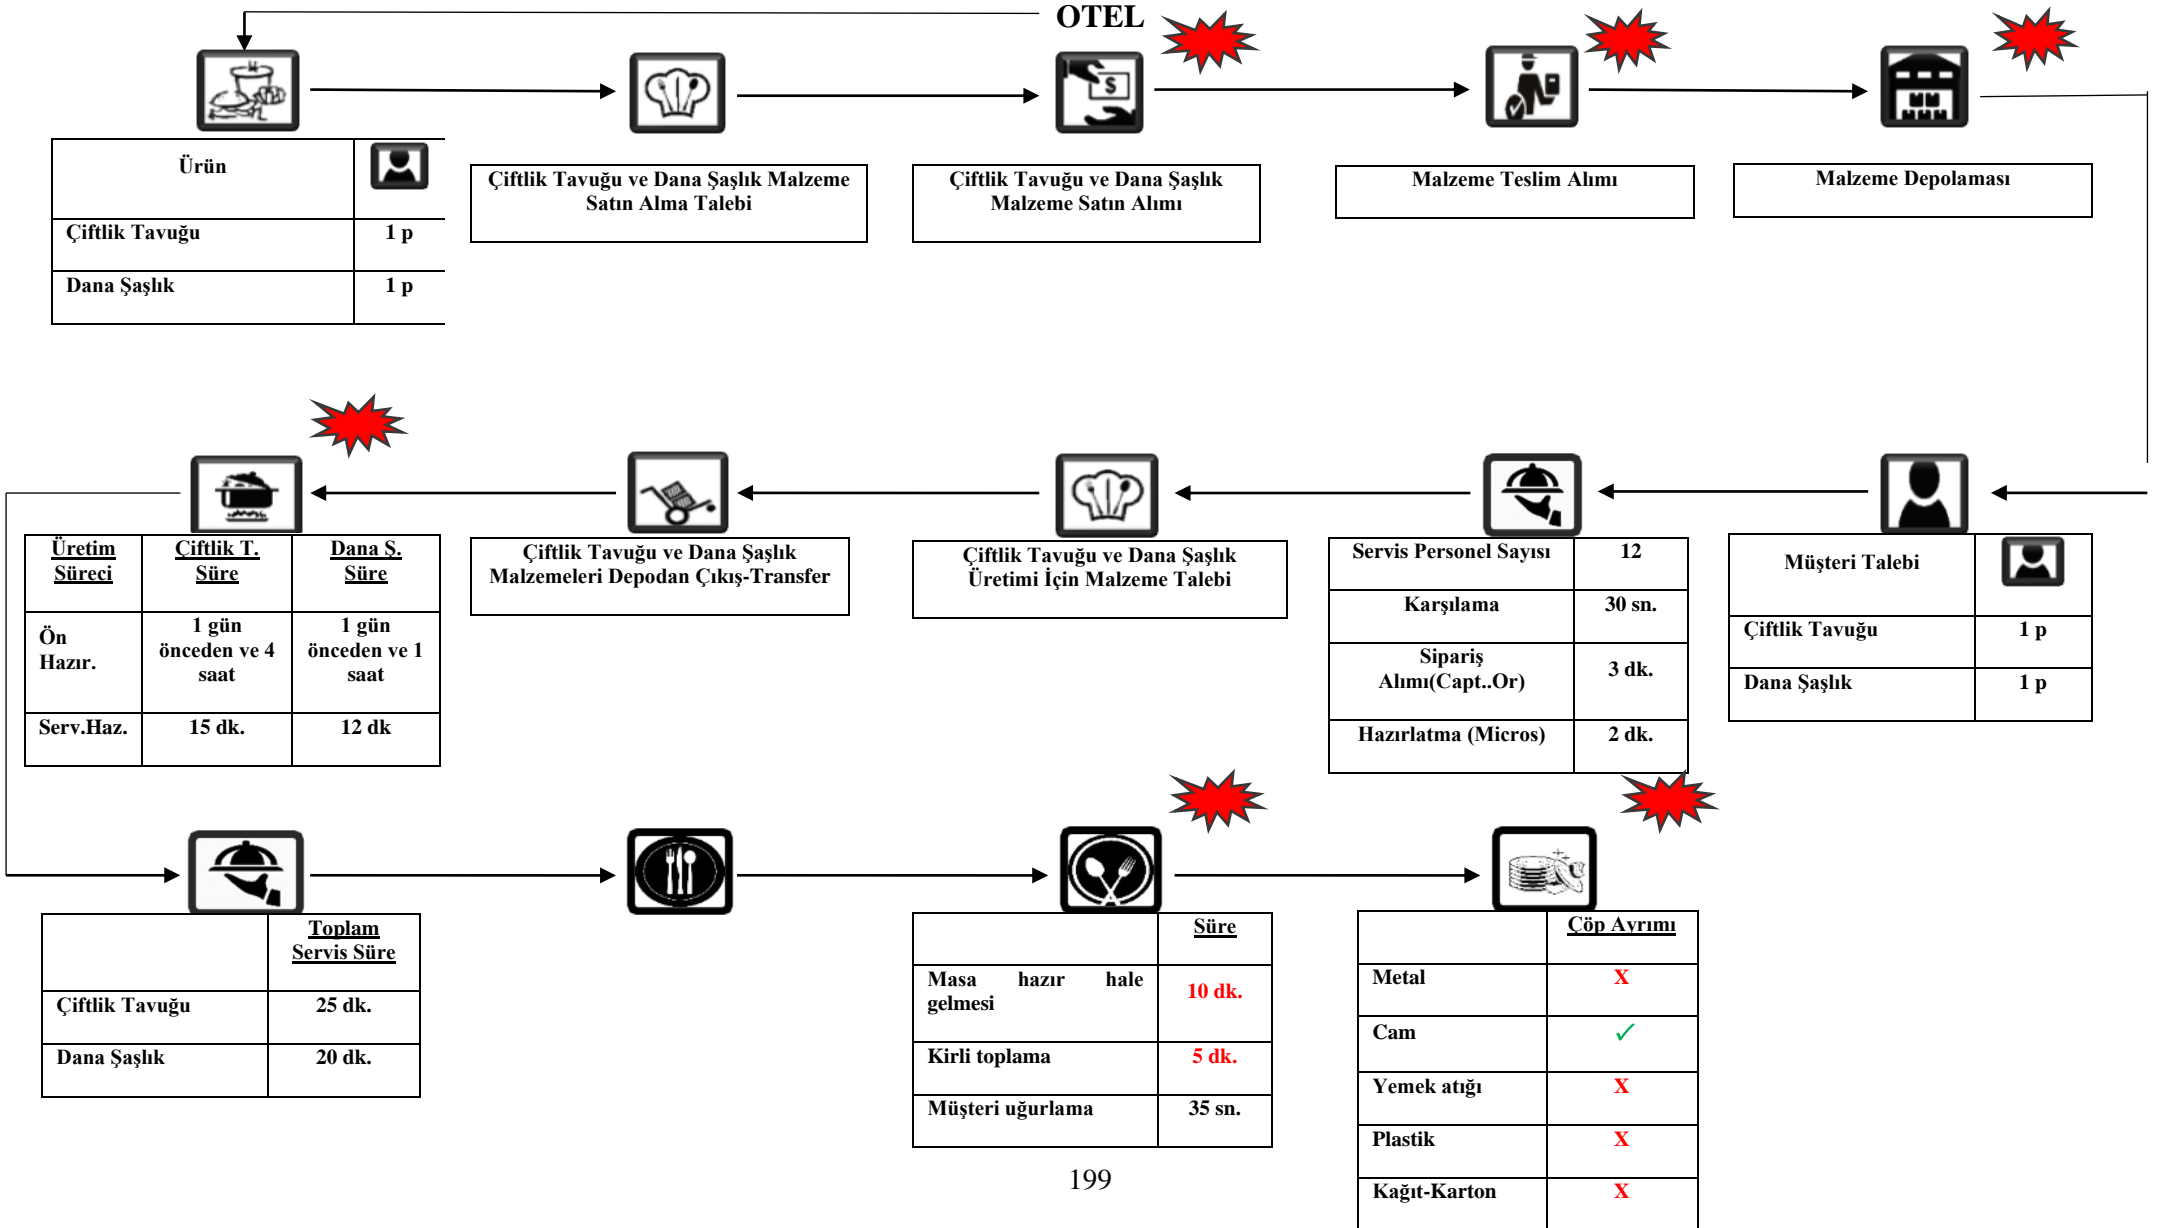 OTEL
$
Ürün
Çiftlik Tavuğu 1 p
Dana Şaşlık 1 p
Çiftlik Tavuğu ve Dana Şaşlık Malzeme
Satın Alma Talebi
Çiftlik Tavuğu ve Dana Şaşlık
Malzeme Satın Alımı
Malzeme Teslim Alımı
Malzeme Depolaması
Üretim
Süreci
Çiftlik T.
Süre
Dana Ş.
Süre
Ön
Hazır.
1 gün
önceden ve 4
saat
1 gün
önceden ve 1
saat
Serv.Haz. 15 dk. 12 dk
Çiftlik Tavuğu ve Dana Şaşlık
Malzemeleri Depodan Çıkış-Transfer
Çiftlik Tavuğu ve Dana Şaşlık
Üretimi İçin Malzeme Talebi
Servis Personel Sayısı 12
Karşılama 30 sn.
Sipariş
Alımı(Capt..Or) 3 dk.
Hazırlatma (Micros) 2 dk.
Müşteri Talebi
Çiftlik Tavuğu 1 p
Dana Şaşlık 1 p
Toplam
Servis Süre
Çiftlik Tavuğu 25 dk.
Dana Şaşlık 20 dk.
Süre
Masa hazır hale
gelmesi 10 dk.
Kirli toplama 5 dk.
Müşteri uğurlama 35 sn.
Çöp Ayrımı
Metal X
Cam ✓
Yemek atığı X
Plastik X
Kağıt-Karton X
199